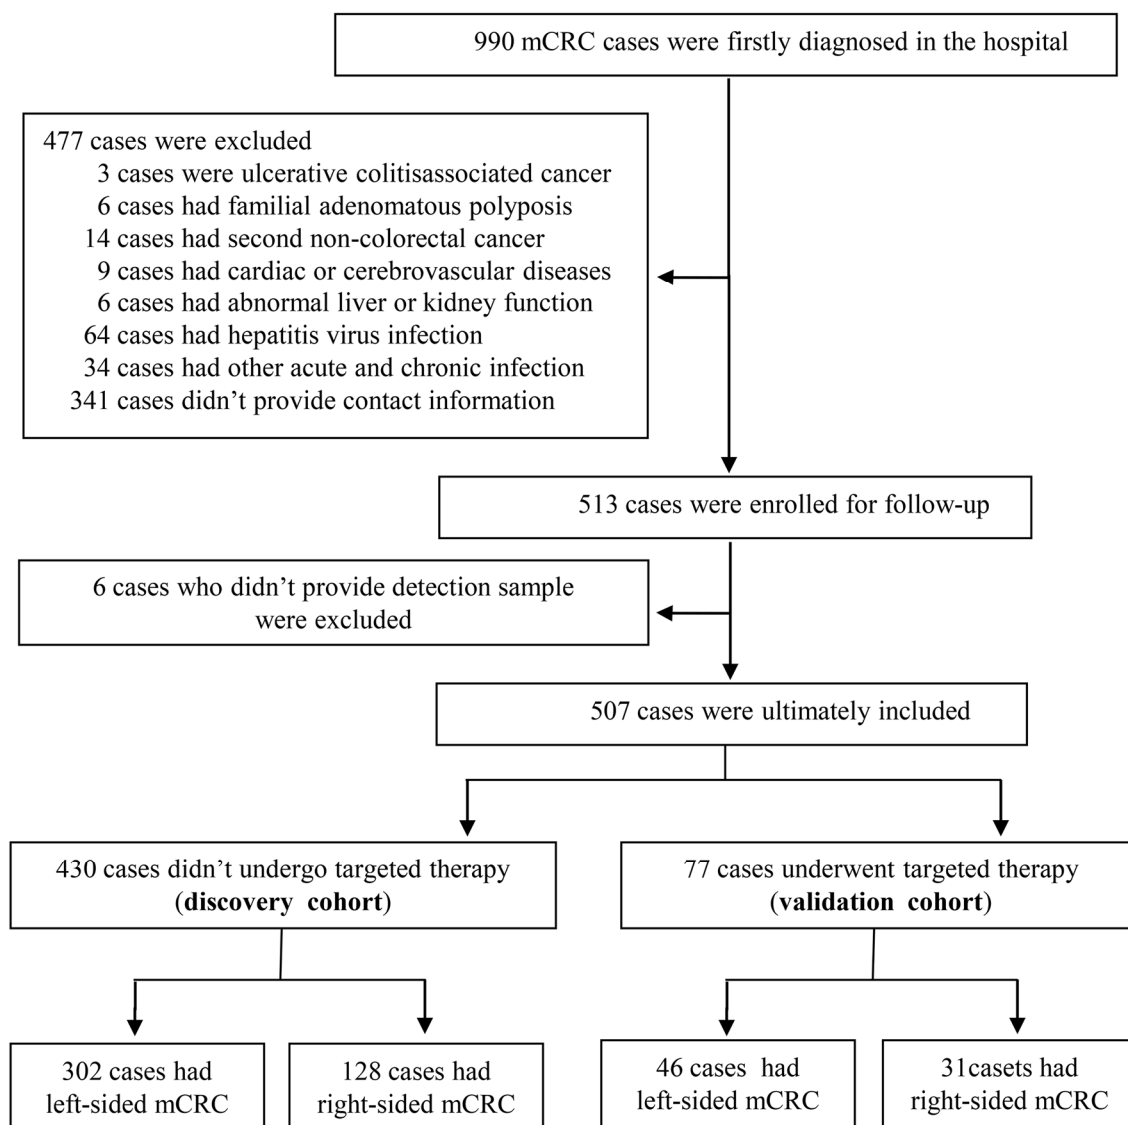 990 mCRC cases were firstly diagnosed in the hospital
477 cases were excluded
3 cases were ulcerative colitisassociated cancer
6 cases had familial adenomatous polyposis
14 cases had second non-colorectal cancer
9 cases had cardiac or cerebrovascular diseases
6 cases had abnormal liver or kidney function
64 cases had hepatitis virus infection
34 cases had other acute and chronic infection
341 cases didn’t provide contact information
513 cases were enrolled for follow-up
6 cases who didn’t provide detection sample
were excluded
507 cases were ultimately included
430 cases didn’t undergo targeted therapy
(discovery cohort)
77 cases underwent targeted therapy
(validation cohort)
302 cases had
left-sided mCRC
128 cases had
right-sided mCRC
46 cases had
left-sided mCRC
31casets had
right-sided mCRC